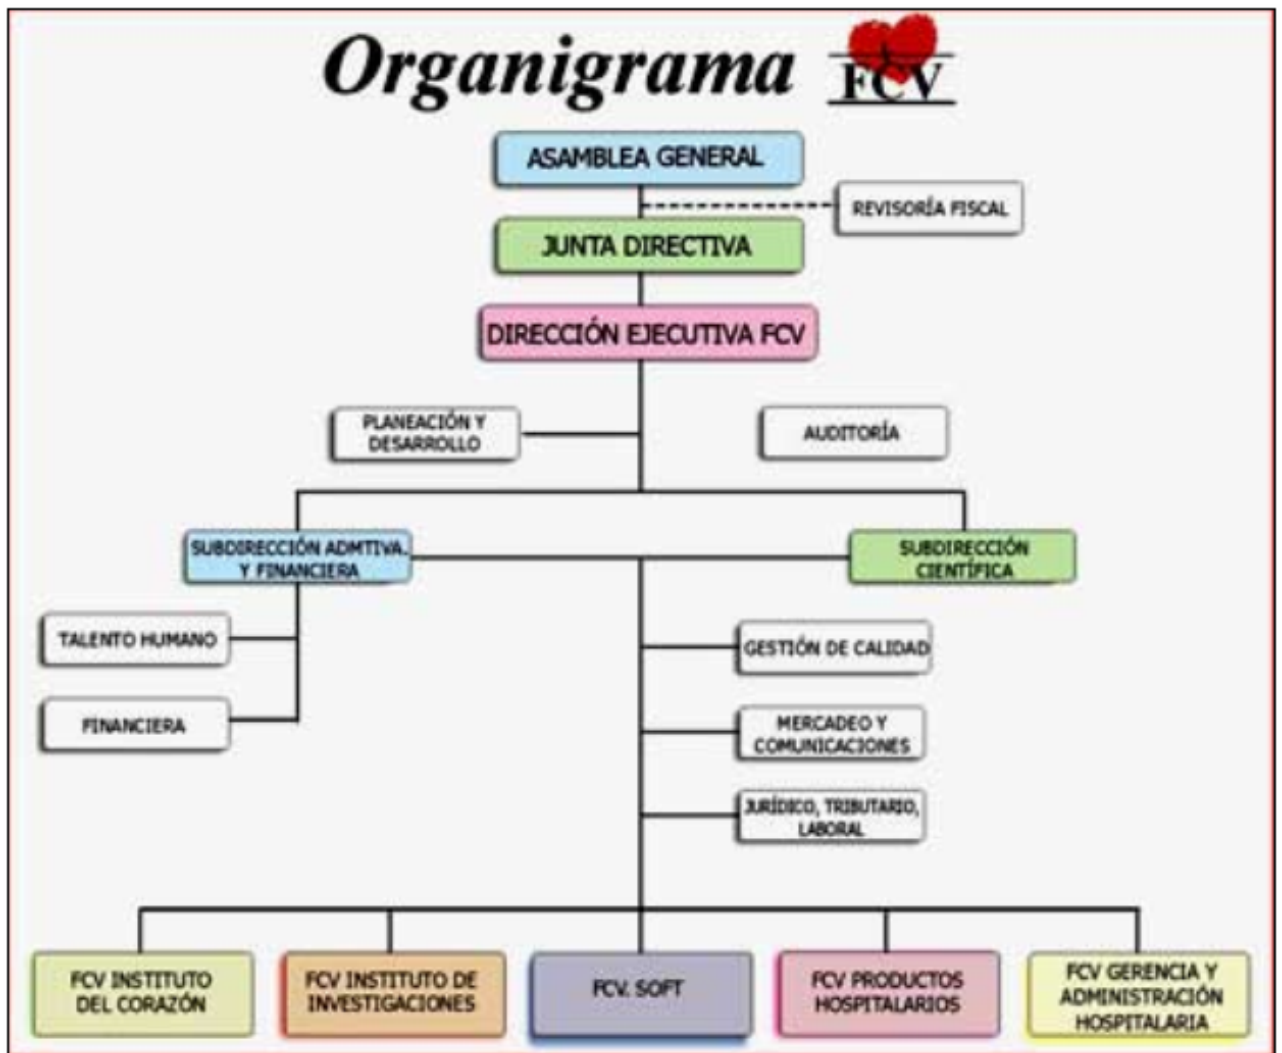 Organigrama
FCV
ASAMBLEA GENERAL
REVISORÍA FISCAL
JUNTA DIRECTIVA
DIRECCIÓN EJECUTIVA FCV
PLANEACIÓN Y
DESARROLLO
AUDITORÍA
SUBDIRECCIÓN ADMTIVA.
Y FINANCIERA
SUBDIRECCIÓN
CIENTÍFICA
TALENTO HUMANO
GESTIÓN DE CALIDAD
FINANCIERA
MERCADEO Y
COMUNICACIONES
JURÍDICO, TRIBUTARIO,
LABORAL
FCV INSTITUTO
DEL CORAZÓN
FCV INSTITUTO DE
INVESTIGACIONES
FCV. SOFT
FCV PRODUCTOS
HOSPITALARIOS
FCV GERENCIA Y
ADMINISTRACIÓN
HOSPITALARIA